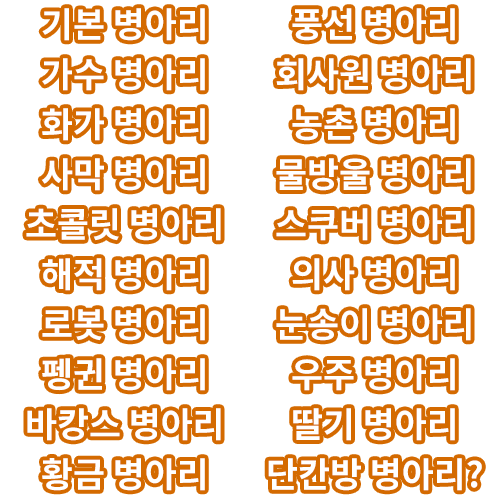 기본 병아리
풍선 병아리
가수 병아리
회사원 병아리
화가 병아리
농촌 병아리
사막 병아리
물방울 병아리
초콜릿 병아리
스쿠버 병아리
해적 병아리
의사 병아리
로봇 병아리
눈송이 병아리
펭귄 병아리
우주 병아리
바캉스 병아리
딸기 병아리
황금 병아리
단칸방 병아리?